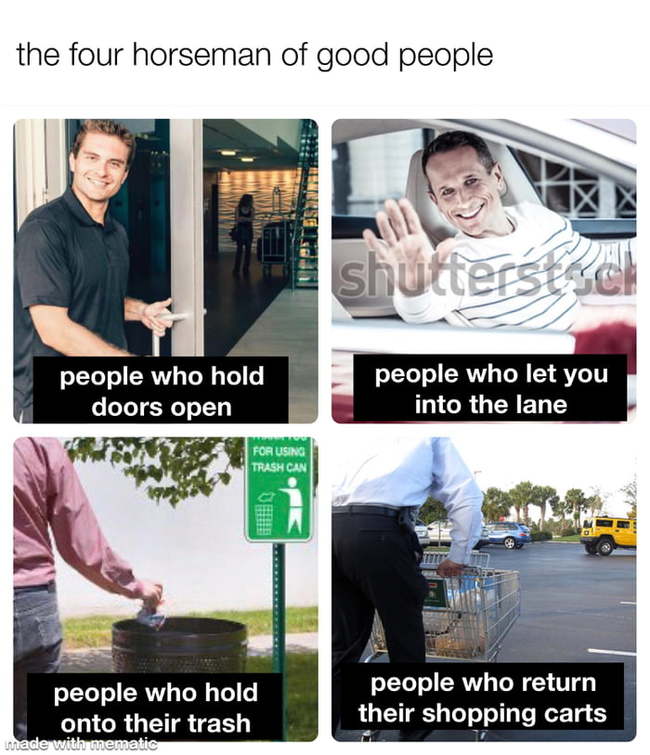 the four horseman of good people
people who hold
doors open
shutterstock
people who let you
into the lane
THANK YOU
FOR USING
TRASH CAN
people who hold
onto their trash
people who return
their shopping carts
made with mematic